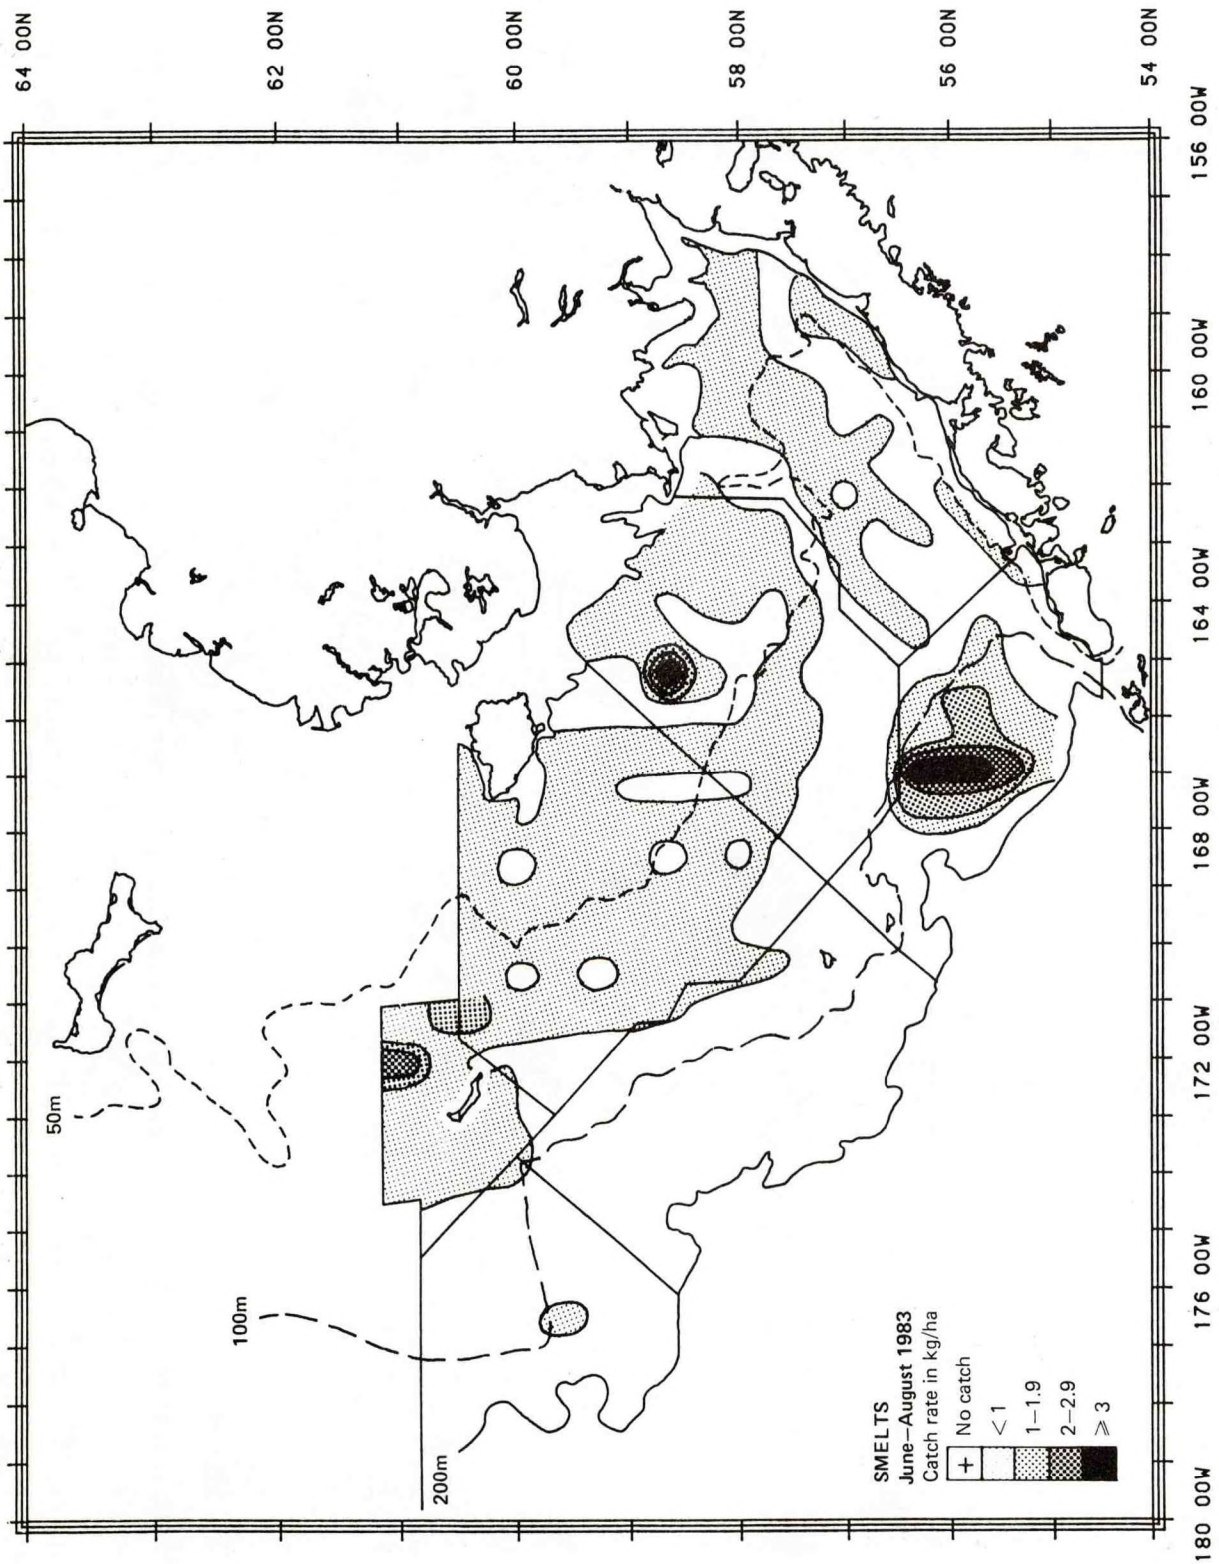 64 00N
62 00N
60 00N
58 00N
56 00N
54 00N
156 00W
160 00W
164 00W
168 00W
172 00W
176 00W
180 00W
50m
100m
200m
SMELTS
June–August 1983
Catch rate in kg/ha
+ No catch
< 1
1–1.9
2–2.9
⩾ 3